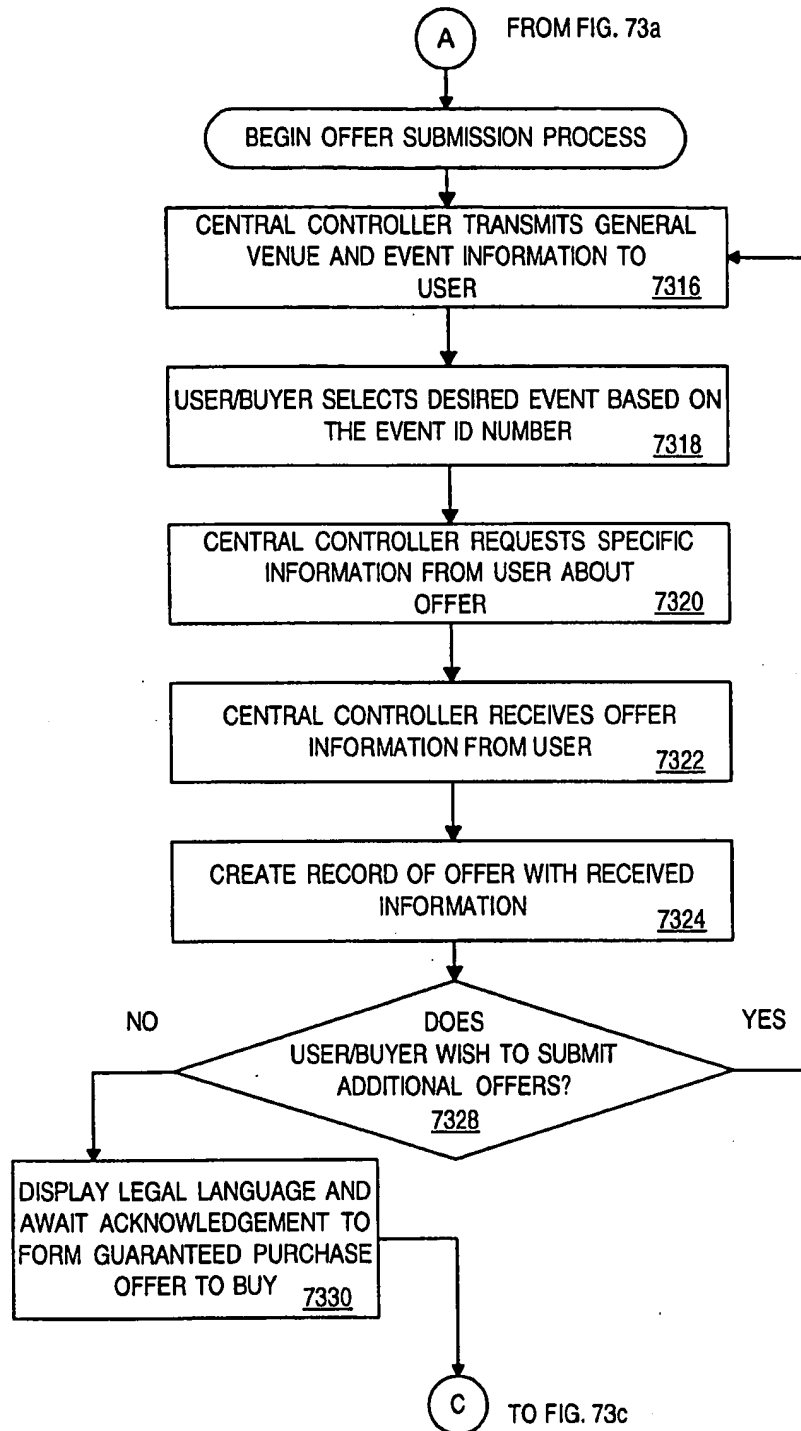 A
FROM FIG. 73a
BEGIN OFFER SUBMISSION PROCESS
CENTRAL CONTROLLER TRANSMITS GENERAL
VENUE AND EVENT INFORMATION TO
USER
7316
USER/BUYER SELECTS DESIRED EVENT BASED ON
THE EVENT ID NUMBER
7318
CENTRAL CONTROLLER REQUESTS SPECIFIC
INFORMATION FROM USER ABOUT
OFFER
7320
CENTRAL CONTROLLER RECEIVES OFFER
INFORMATION FROM USER
7322
CREATE RECORD OF OFFER WITH RECEIVED
INFORMATION
7324
NO
DOES
YES
USER/BUYER WISH TO SUBMIT
ADDITIONAL OFFERS?
7328
DISPLAY LEGAL LANGUAGE AND
AWAIT ACKNOWLEDGEMENT TO
FORM GUARANTEED PURCHASE
OFFER TO BUY
7330
C
TO FIG. 73c